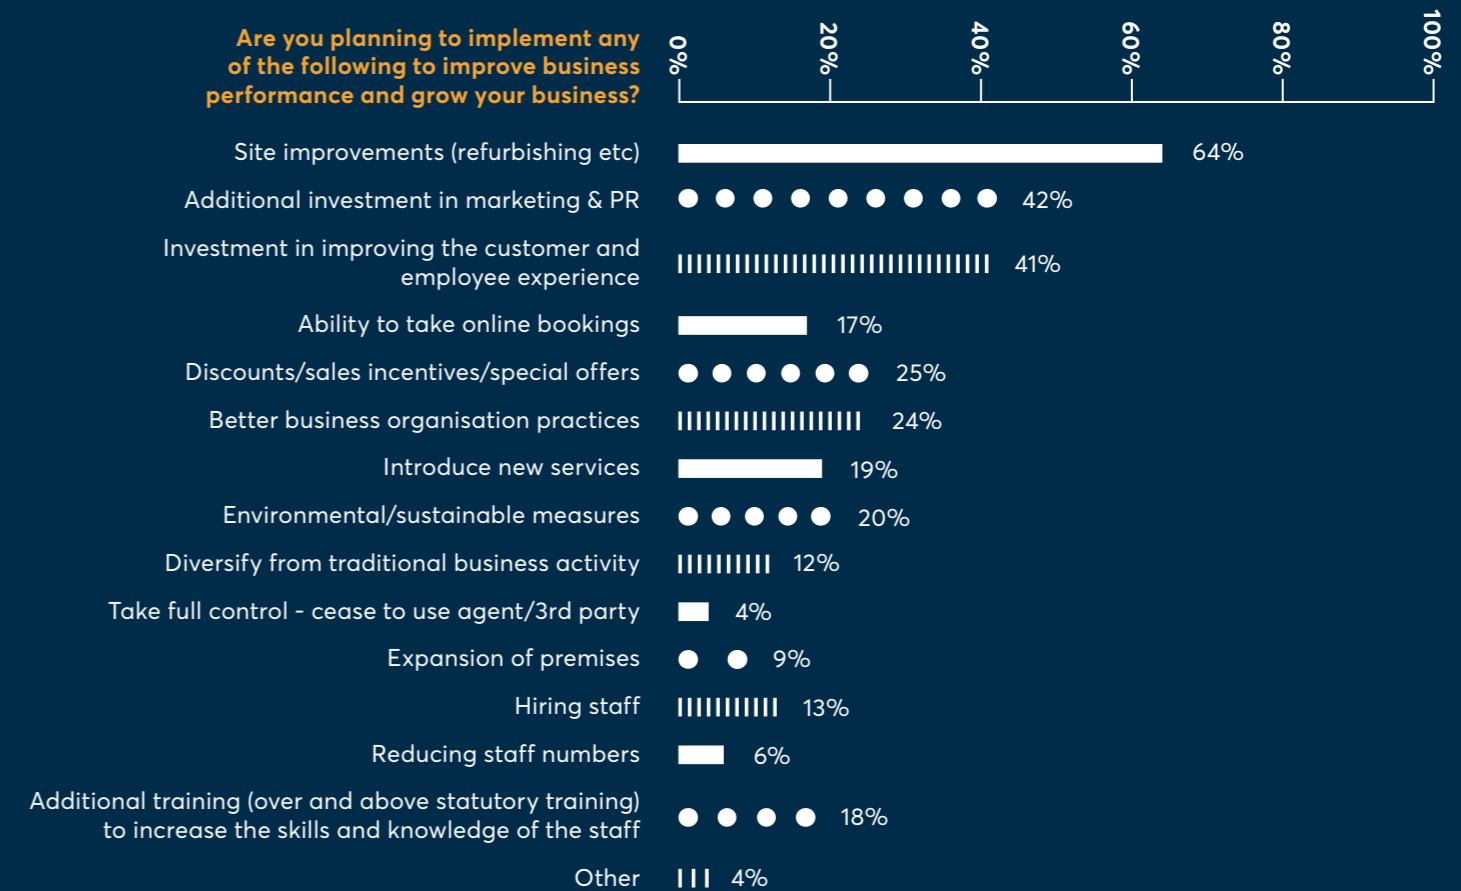 Are you planning to implement any
of the following to improve business
performance and grow your business?
0%
20%
40%
60%
80%
100%
Site improvements (refurbishing etc)
64%
Additional investment in marketing & PR
42%
Investment in improving the customer and
employee experience
41%
Ability to take online bookings
17%
Discounts/sales incentives/special offers
25%
Better business organisation practices
24%
Introduce new services
19%
Environmental/sustainable measures
20%
Diversify from traditional business activity
12%
Take full control - cease to use agent/3rd party
4%
Expansion of premises
9%
Hiring staff
13%
Reducing staff numbers
6%
Additional training (over and above statutory training)
to increase the skills and knowledge of the staff
18%
Other
4%